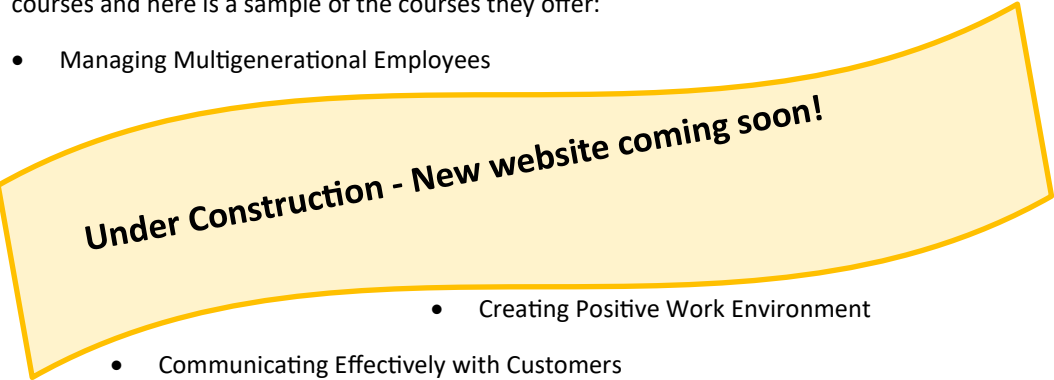 courses and here is a sample of the courses they offer:
• Managing Multigenerational Employees
Under Construction - New website coming soon!
• Creating Positive Work Environment
• Communicating Effectively with Customers